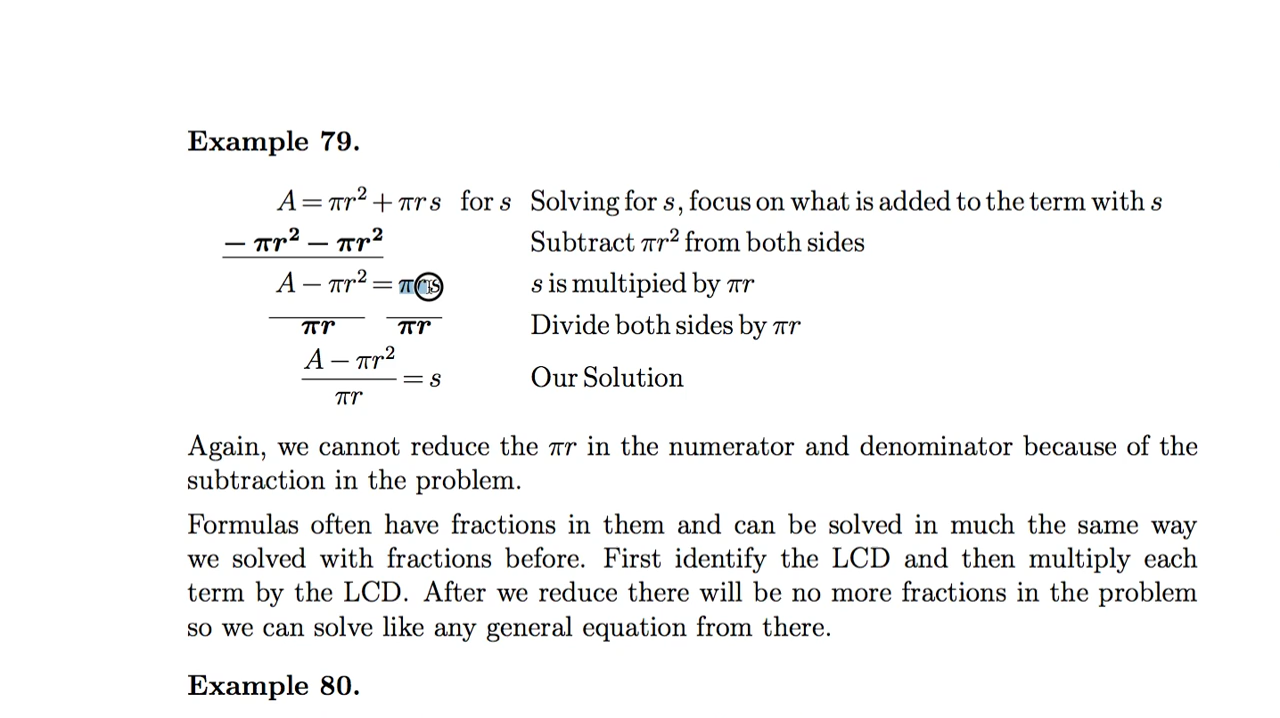 Example 79.
A = πr² + πrs for s Solving for s, focus on what is added to the term with s
− πr² − πr² Subtract πr² from both sides
A − πr² = πrs s is multipied by πr
πr πr Divide both sides by πr
A − πr²
= s Our Solution
πr
Again, we cannot reduce the πr in the numerator and denominator because of the
subtraction in the problem.
Formulas often have fractions in them and can be solved in much the same way
we solved with fractions before. First identify the LCD and then multiply each
term by the LCD. After we reduce there will be no more fractions in the problem
so we can solve like any general equation from there.
Example 80.